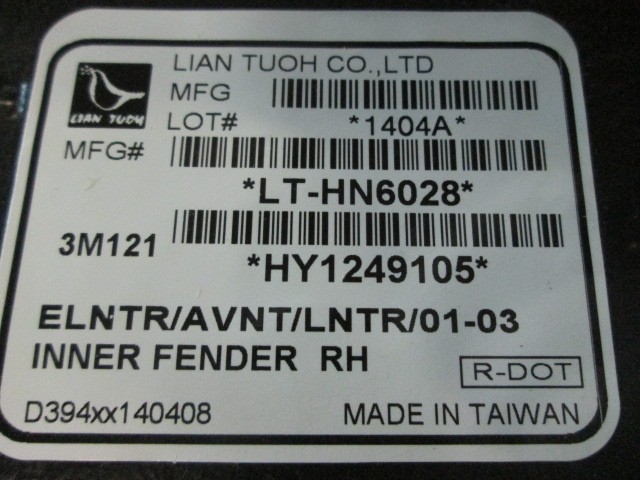 LIAN TUOH CO.,LTD
LIAN TUOH
MFG
LOT#
*1404A*
MFG#
*LT-HN6028*
3M121
*HY1249105*
ELNTR/AVNT/LNTR/01-03
INNER FENDER RH
R-DOT
D394xx140408
MADE IN TAIWAN